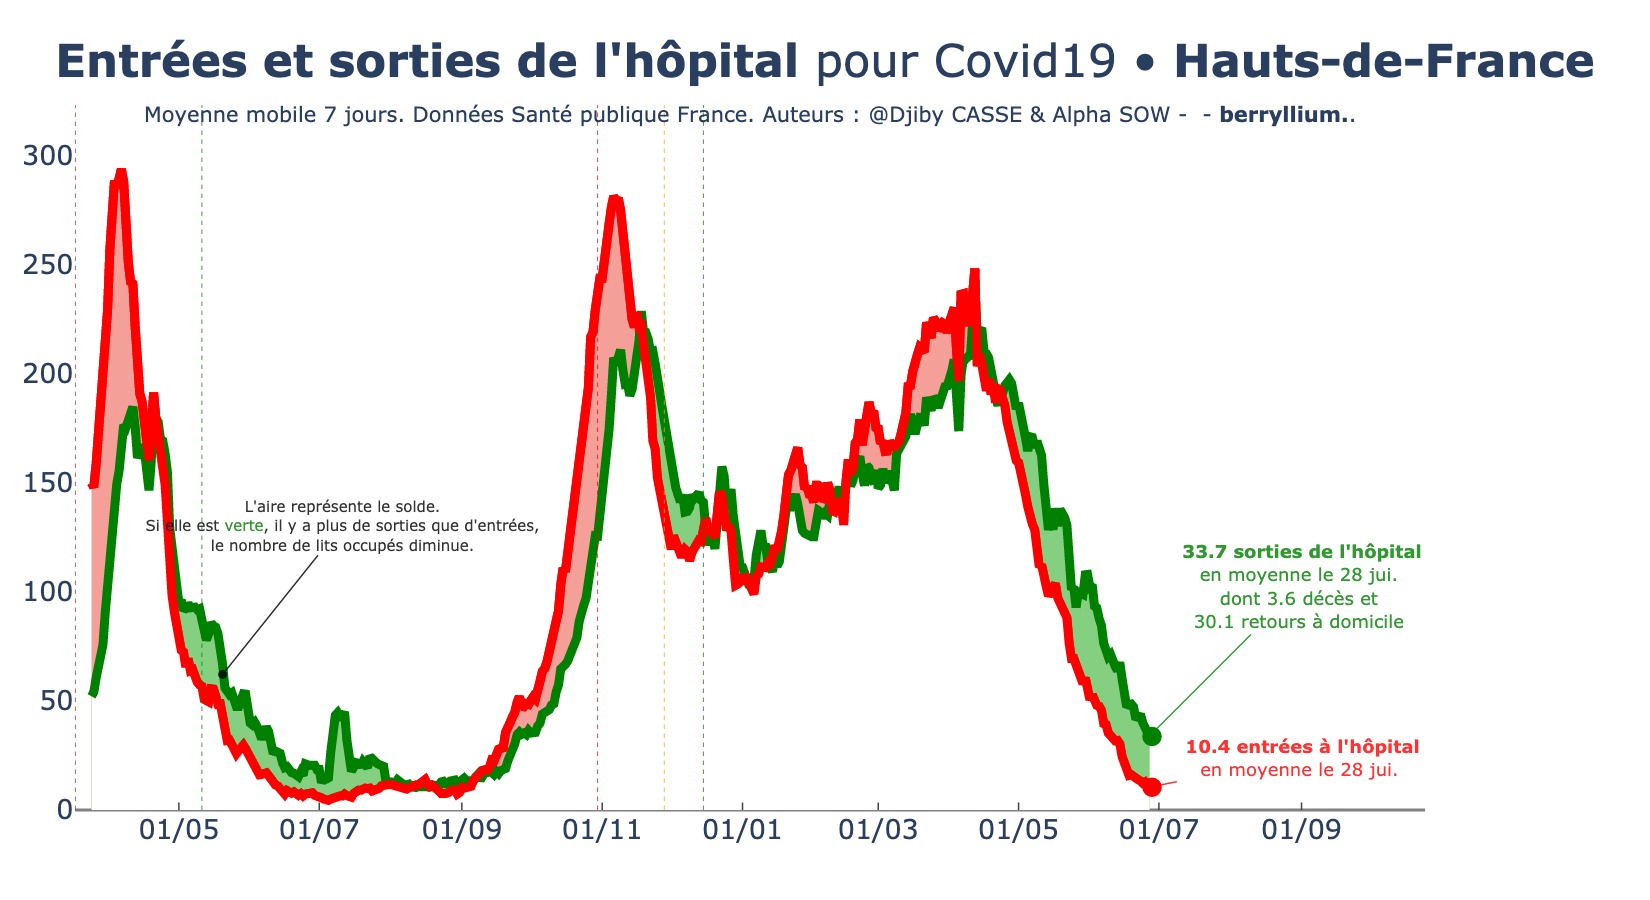 Entrées et sorties de l'hôpital pour Covid19 • Hauts-de-France
Moyenne mobile 7 jours. Données Santé publique France. Auteurs : @Djiby CASSE & Alpha SOW -  - berryllium..
300
250
200
150
100
50
0
L'aire représente le solde.
Si elle est verte, il y a plus de sorties que d'entrées,
le nombre de lits occupés diminue.
33.7 sorties de l'hôpital
en moyenne le 28 jui.
dont 3.6 décès et
30.1 retours à domicile
10.4 entrées à l'hôpital
en moyenne le 28 jui.
01/05 01/07 01/09 01/11 01/01 01/03 01/05 01/07 01/09